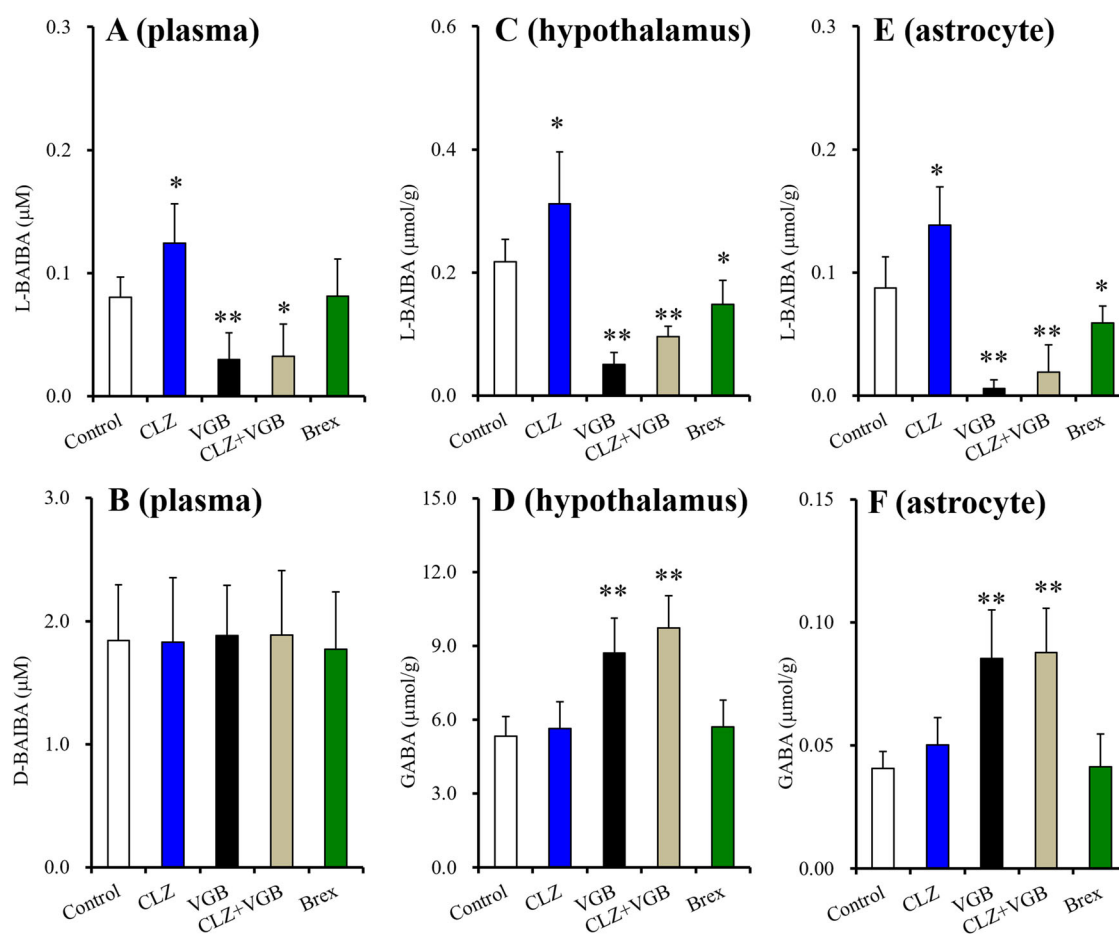 A (plasma)
0.3
0.2
0.1
0.0
L-BAIBA (µM)
*
**
*
Control
CLZ
VGB
CLZ+VGB
Brex
C (hypothalamus)
0.6
0.4
0.2
0.0
L-BAIBA (µmol/g)
*
**
**
*
Control
CLZ
VGB
CLZ+VGB
Brex
E (astrocyte)
0.3
0.2
0.1
0.0
L-BAIBA (µmol/g)
*
**
**
*
Control
CLZ
VGB
CLZ+VGB
Brex
B (plasma)
3.0
2.0
1.0
0.0
D-BAIBA (µM)
Control
CLZ
VGB
CLZ+VGB
Brex
D (hypothalamus)
15.0
12.0
9.0
6.0
3.0
0.0
GABA (µmol/g)
**
**
Control
CLZ
VGB
CLZ+VGB
Brex
F (astrocyte)
0.15
0.10
0.05
0.00
GABA (µmol/g)
**
**
Control
CLZ
VGB
CLZ+VGB
Brex